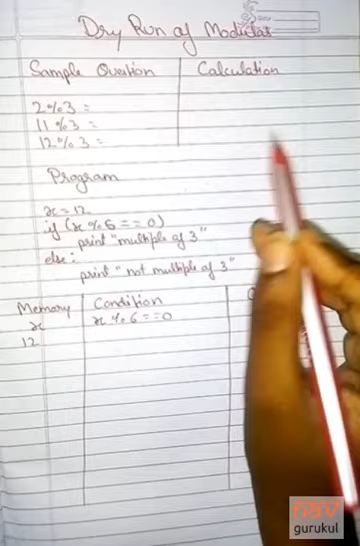 Dry Run of Modulas
Sample Question
Calculation
2%3 =
11%3 =
12%3 =
Program
x=12
if (x%6==0)
print "multiple of 3"
else:
print "not multiple of 3"
Memory
Condition
x
x%6==0
12
nav
gurukul